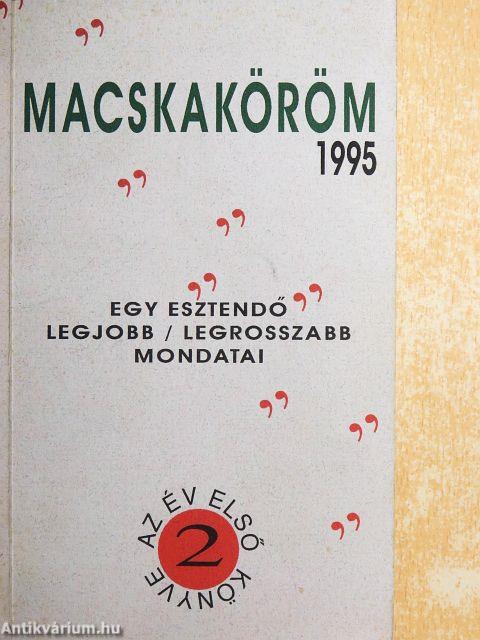 MACSKAKÖRÖM
1995
EGY ESZTENDŐ
LEGJOBB / LEGROSSZABB
MONDATAI
AZ ÉV ELSŐ KÖNYVE
2
Antikvárium.hu